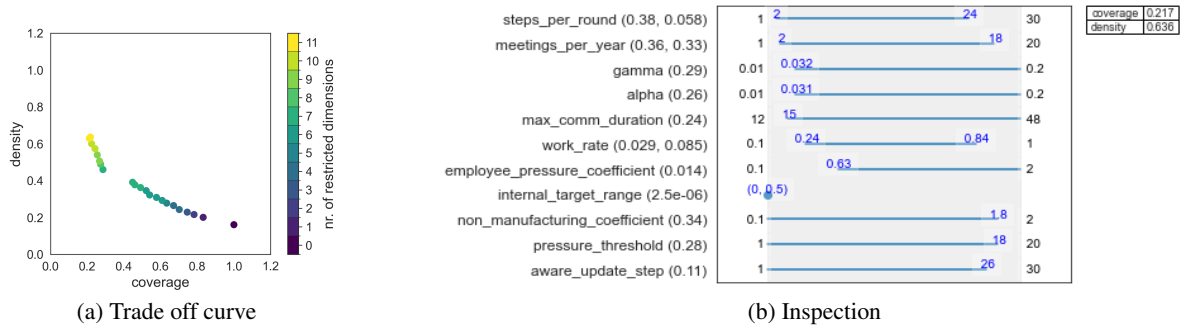 1.2
1.0
0.8
0.6
0.4
0.2
0.0
density
0.0 0.2 0.4 0.6 0.8 1.0 1.2
coverage
11
10
9
8
7
6
5
4
3
2
1
0
nr. of restricted dimensions
(a) Trade off curve
steps_per_round (0.38, 0.058) 1 2 24 30
meetings_per_year (0.36, 0.33) 1 2 18 20
gamma (0.29) 0.01 0.032 0.2
alpha (0.26) 0.01 0.031 0.2
max_comm_duration (0.24) 12 15 48
work_rate (0.029, 0.085) 0.1 0.24 0.84 1
employee_pressure_coefficient (0.014) 0.1 0.63 2
internal_target_range (2.5e-06) (0, 0.5)
non_manufacturing_coefficient (0.34) 0.1 1.8 2
pressure_threshold (0.28) 1 18 20
aware_update_step (0.11) 1 26 30
coverage 0.217
density 0.636
(b) Inspection